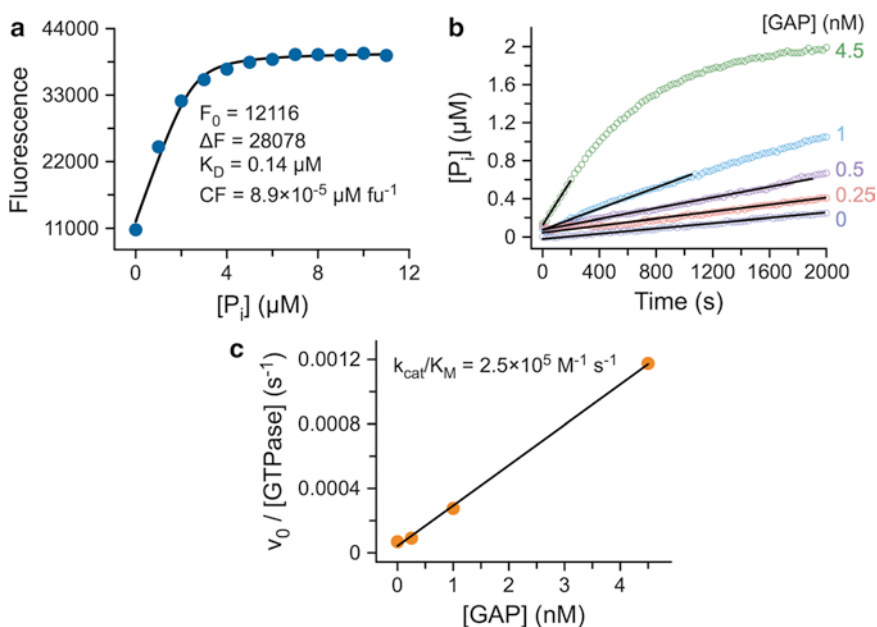 a
Fluorescence
44000
33000
22000
11000
F₀ = 12116
ΔF = 28078
K_D = 0.14 μM
CF = 8.9×10⁻⁵ μM fu⁻¹
0 4 8 12
[Pᵢ] (μM)
b
[GAP] (nM)
[Pᵢ] (μM)
2
1.6
1.2
0.8
0.4
0
4.5
1
0.5
0.25
0
0 400 800 1200 1600 2000
Time (s)
c
v₀ / [GTPase] (s⁻¹)
0.0012
0.0008
0.0004
0
k_cat/K_M = 2.5×10⁵ M⁻¹ s⁻¹
0 1 2 3 4
[GAP] (nM)